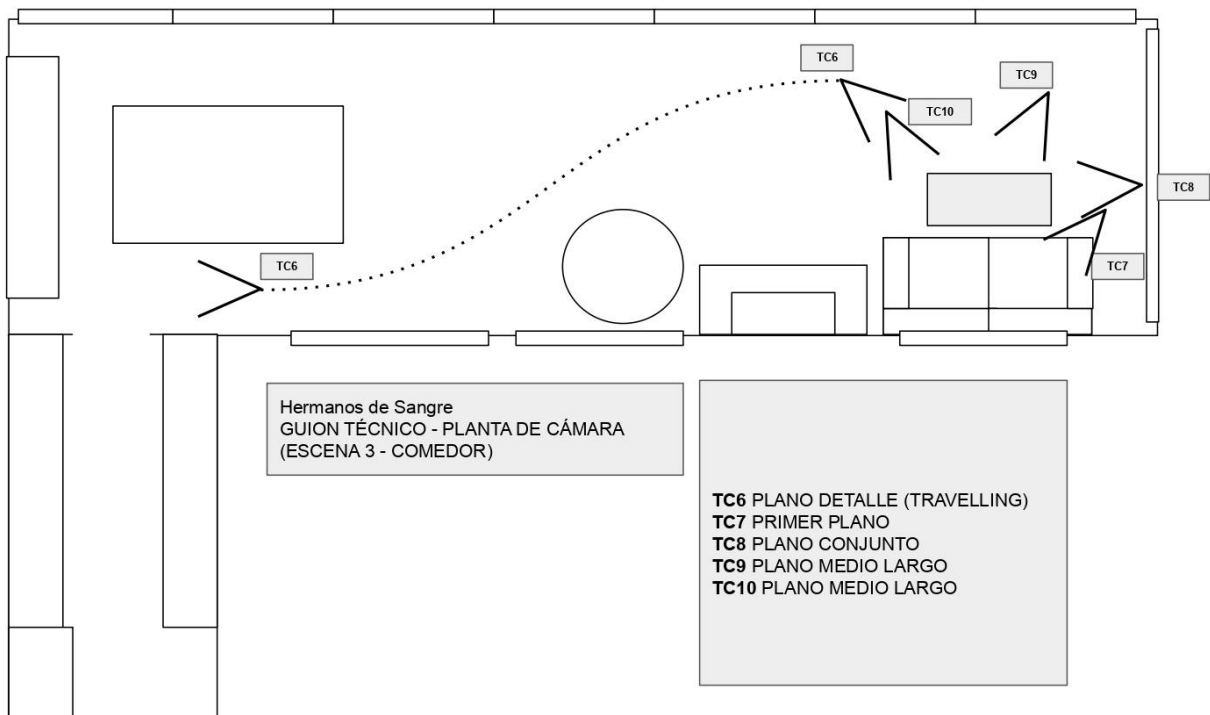 TC6
TC9
TC10
TC8
TC6
TC7
Hermanos de Sangre
GUION TÉCNICO - PLANTA DE CÁMARA
(ESCENA 3 - COMEDOR)
TC6 PLANO DETALLE (TRAVELLING)
TC7 PRIMER PLANO
TC8 PLANO CONJUNTO
TC9 PLANO MEDIO LARGO
TC10 PLANO MEDIO LARGO